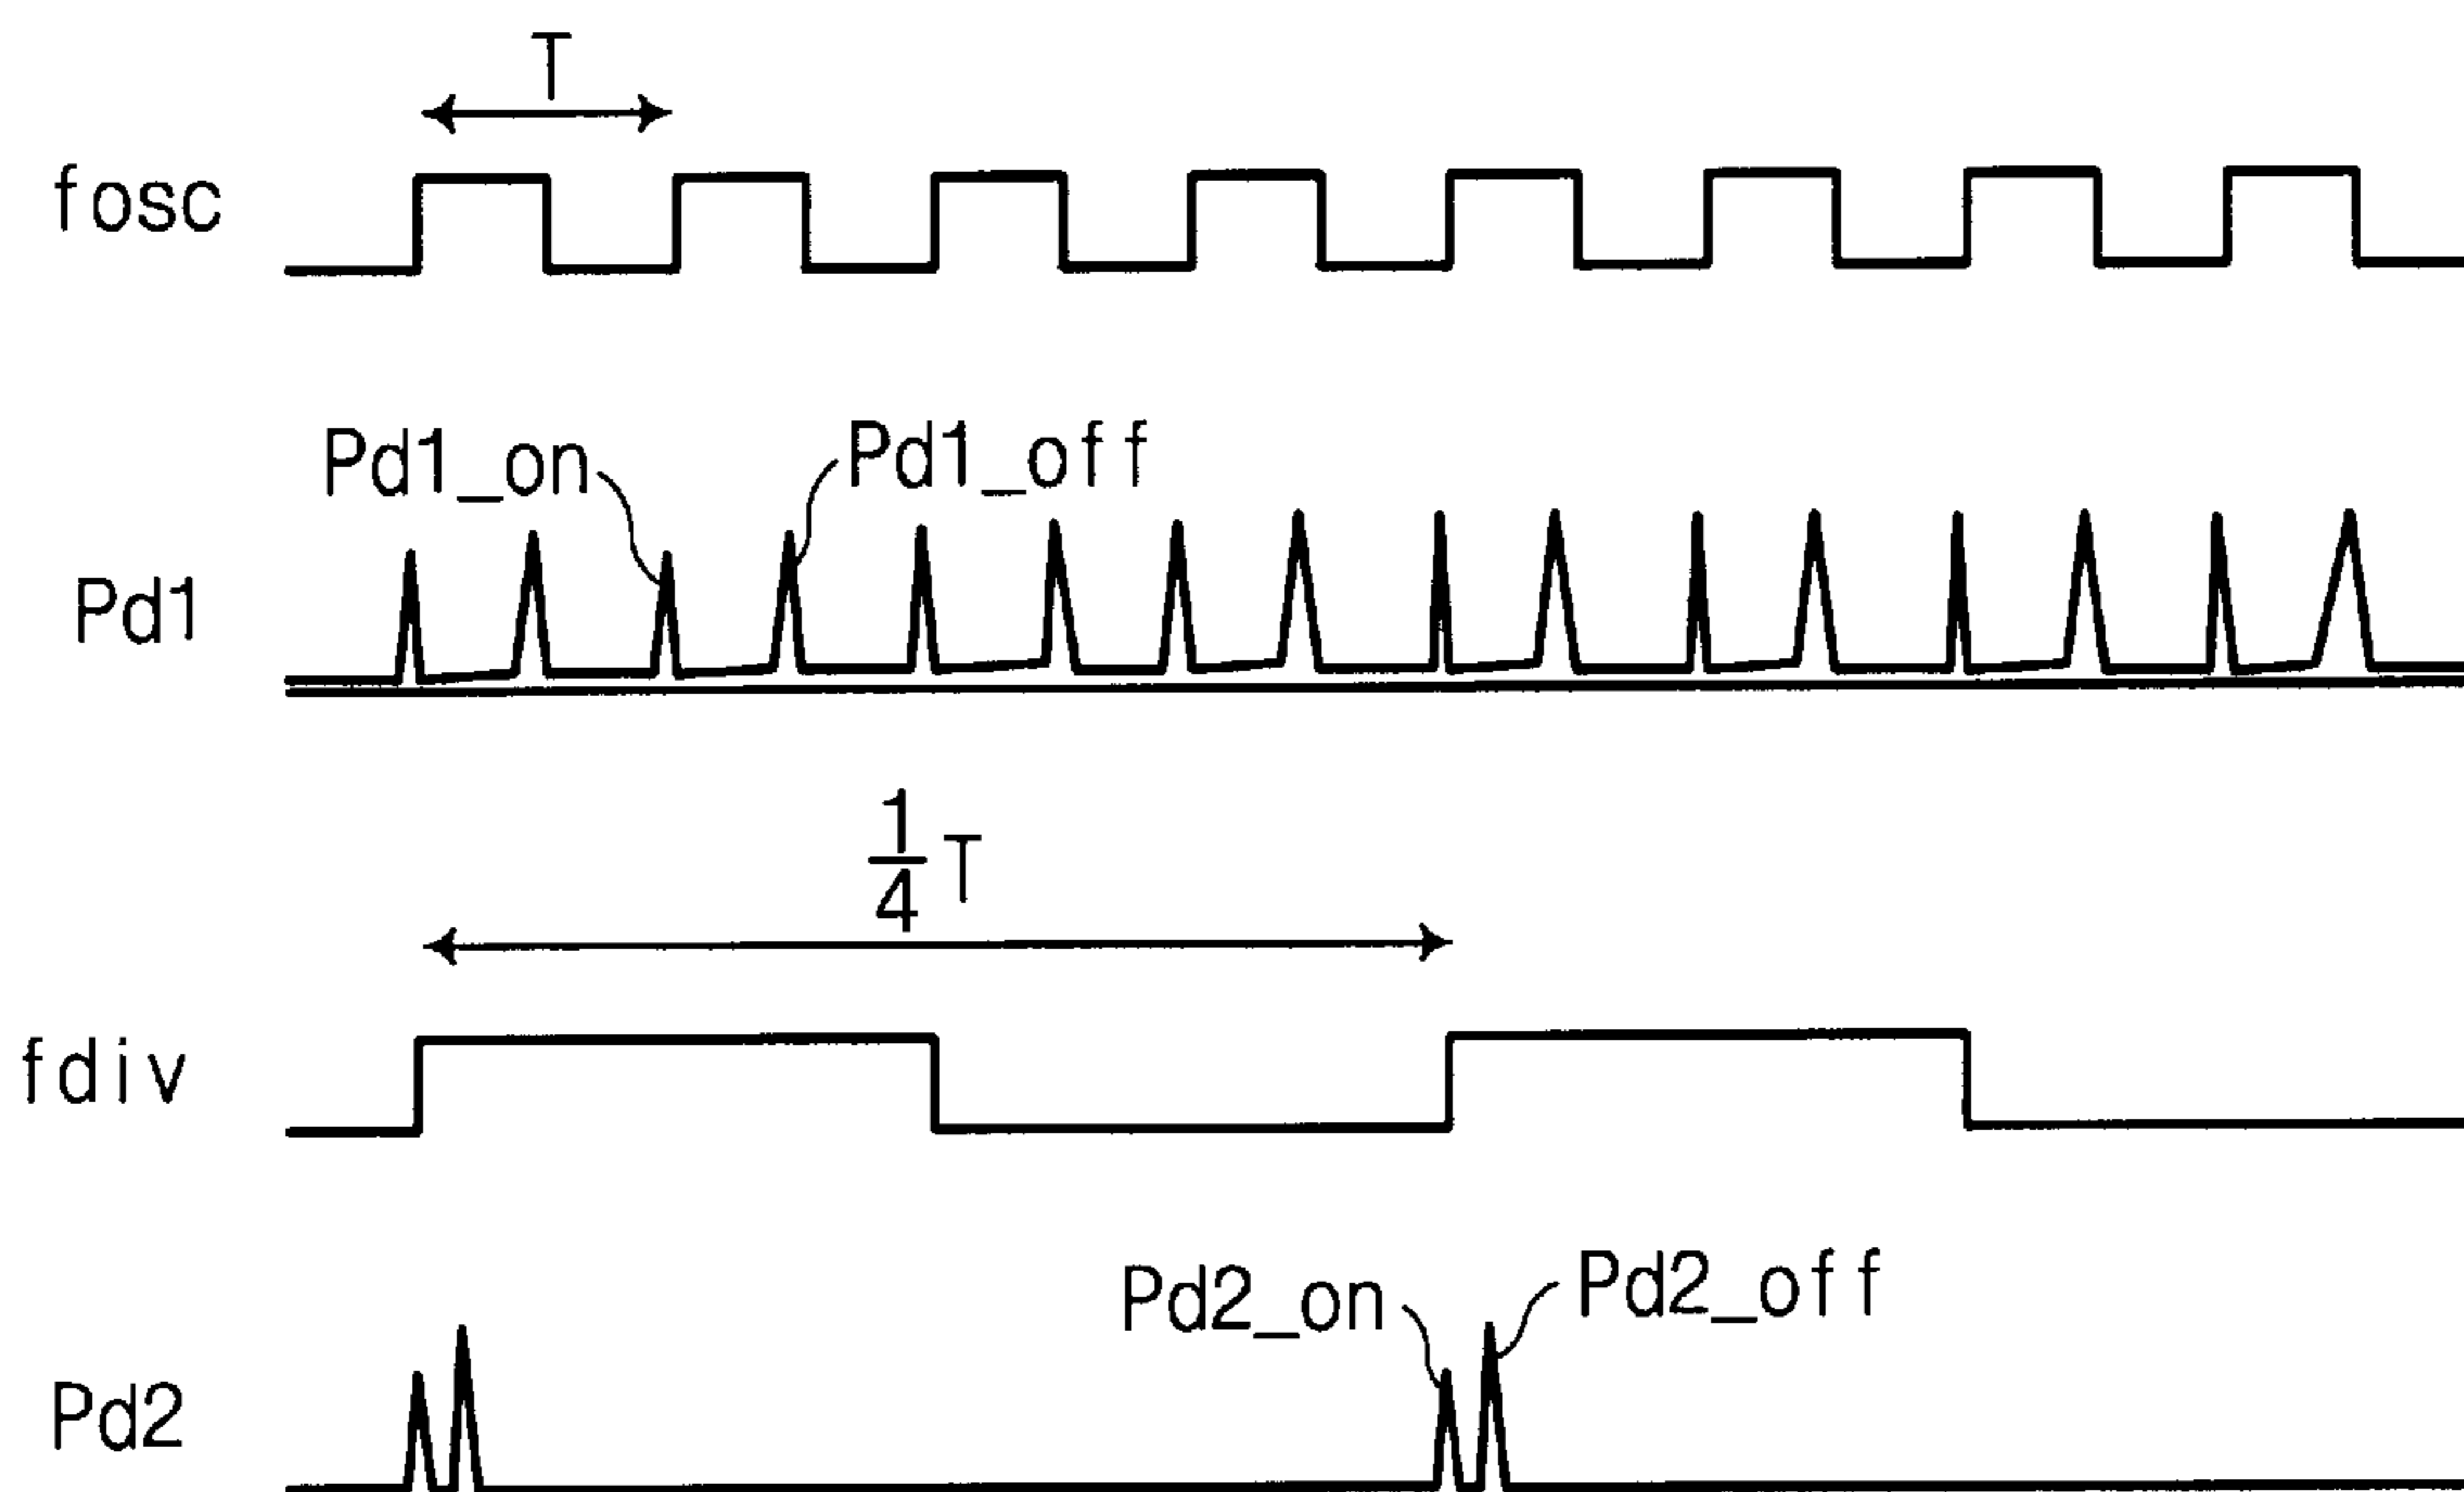 T
fosc
Pd1_on
Pd1_off
Pd1
1/4 T
fdiv
Pd2_on
Pd2_off
Pd2